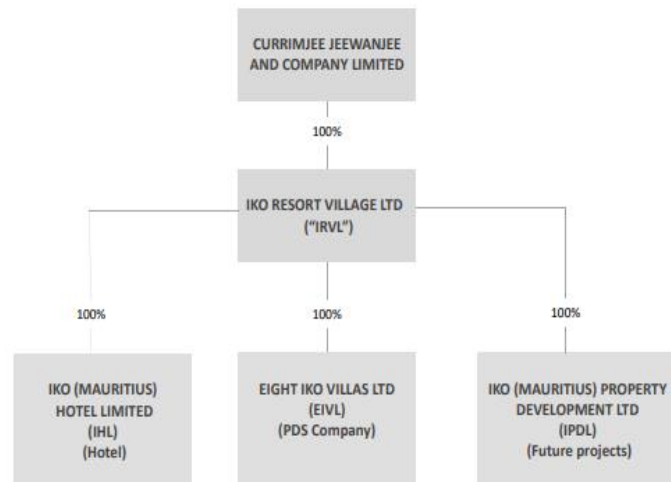 CURRIMJEE JEEWANJEE
AND COMPANY LIMITED
100%
IKO RESORT VILLAGE LTD
("IRVL")
100%
100%
100%
IKO (MAURITIUS)
HOTEL LIMITED
(IHL)
(Hotel)
EIGHT IKO VILLAS LTD
(EIVL)
(PDS Company)
IKO (MAURITIUS) PROPERTY
DEVELOPMENT LTD
(IPDL)
(Future projects)